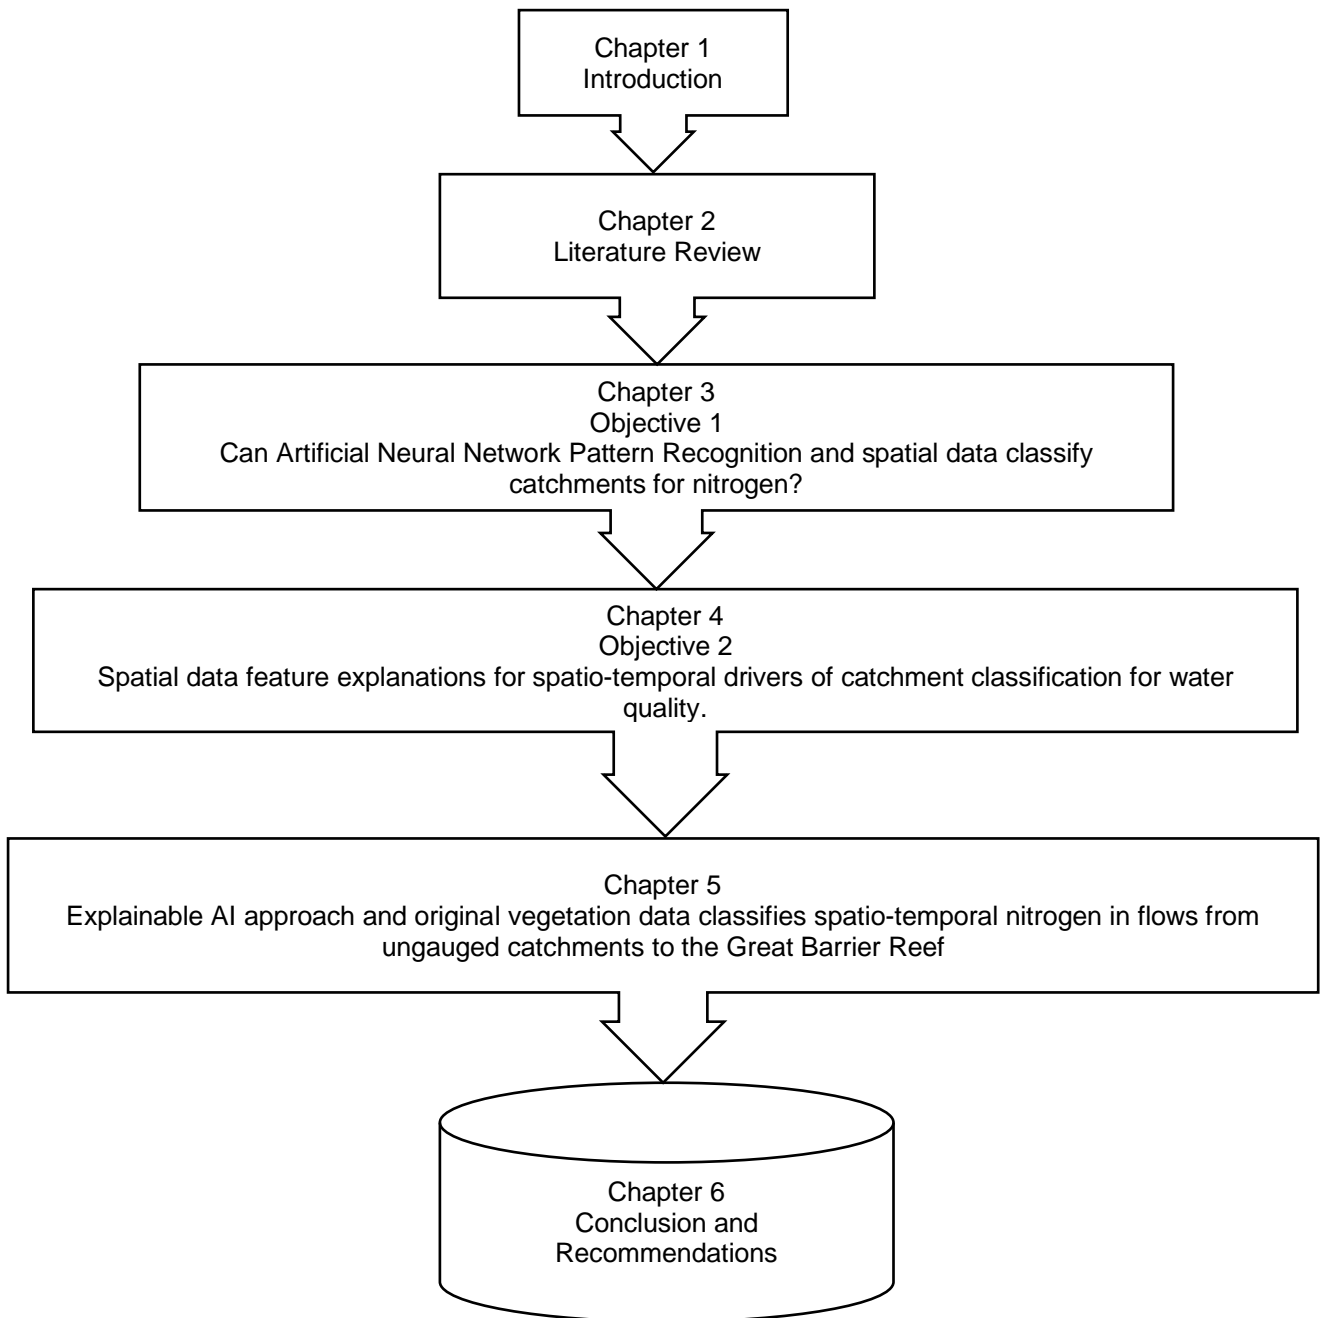 Chapter 1
Introduction
Chapter 2
Literature Review
Chapter 3
Objective 1
Can Artificial Neural Network Pattern Recognition and spatial data classify
catchments for nitrogen?
Chapter 4
Objective 2
Spatial data feature explanations for spatio-temporal drivers of catchment classification for water
quality.
Chapter 5
Explainable AI approach and original vegetation data classifies spatio-temporal nitrogen in flows from
ungauged catchments to the Great Barrier Reef
Chapter 6
Conclusion and
Recommendations